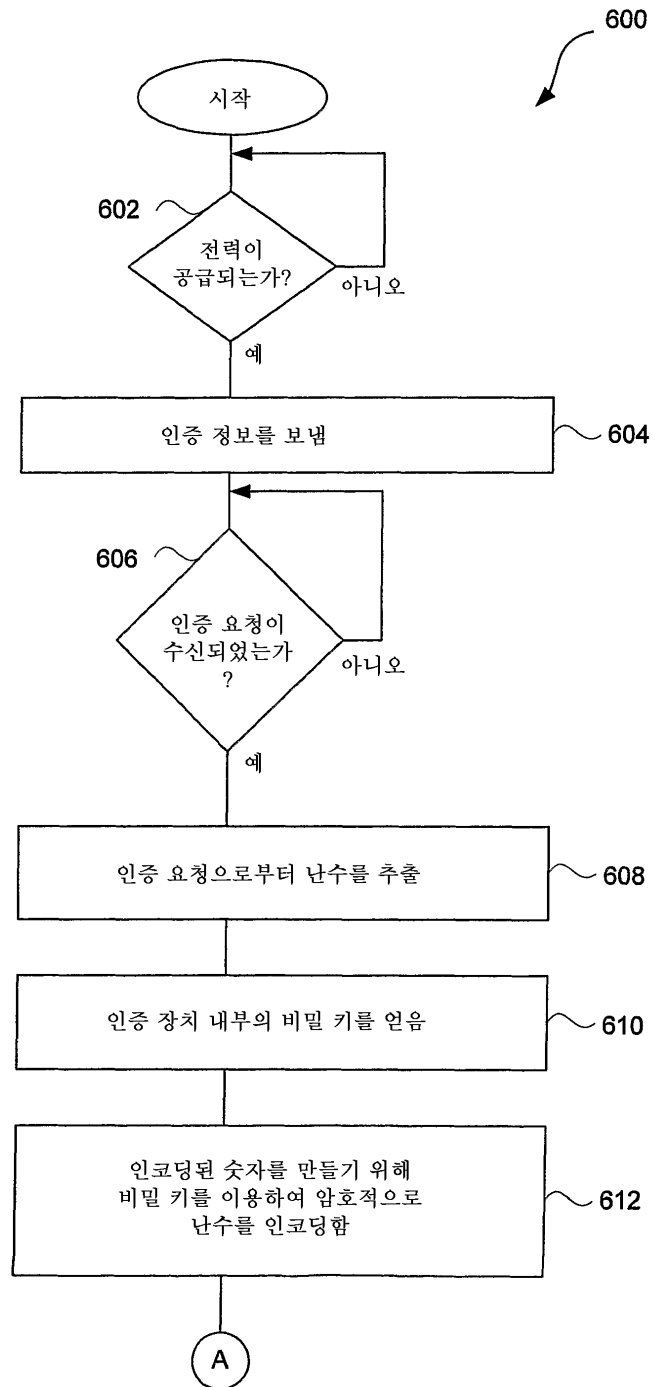 600
시작
602
전력이
공급되는가?
아니오
예
인증 정보를 보냄
604
606
인증 요청이
수신되었는가
?
아니오
예
인증 요청으로부터 난수를 추출
608
인증 장치 내부의 비밀 키를 얻음
610
인코딩된 숫자를 만들기 위해
비밀 키를 이용하여 암호적으로
난수를 인코딩함
612
A